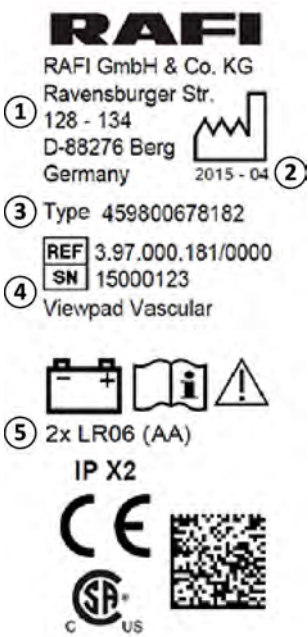 RAFI
RAFI GmbH & Co. KG
1 Ravensburger Str.
128 - 134
D-88276 Berg
Germany
2015 - 04 2
3 Type 459800678182
REF 3.97.000.181/0000
4 SN 15000123
Viewpad Vascular
- +
i !
5 2x LR06 (AA)
IP X2
CE
SA ®
C US